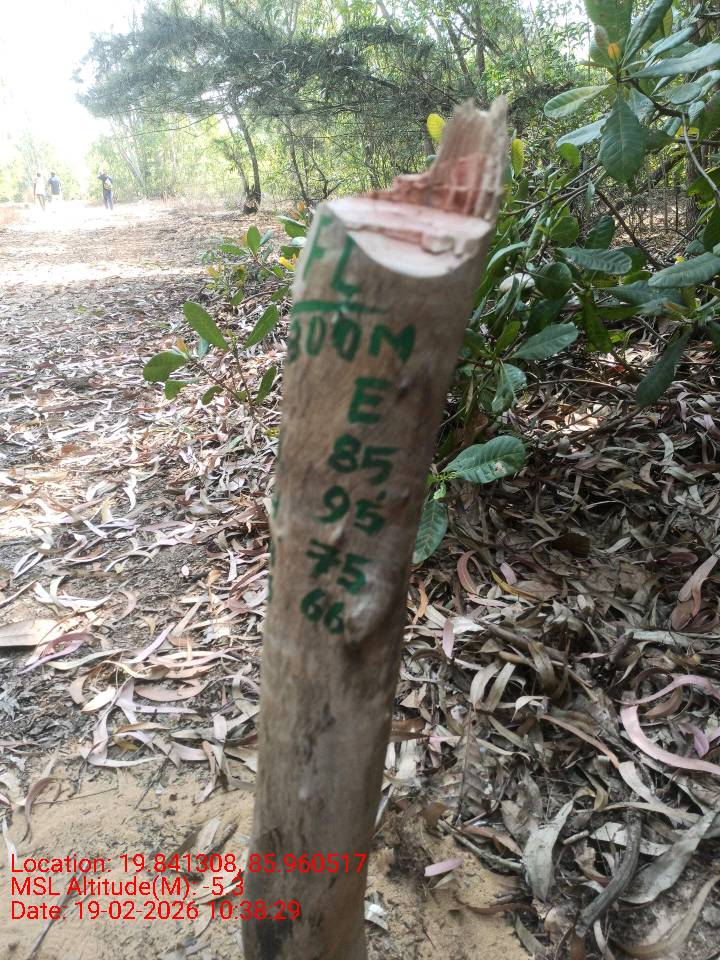 FL
300M
E
85
95
75
66
Location: 19.841308, 85.960517
MSL Altitude(M): -5.3
Date: 19-02-2026 10:38:29